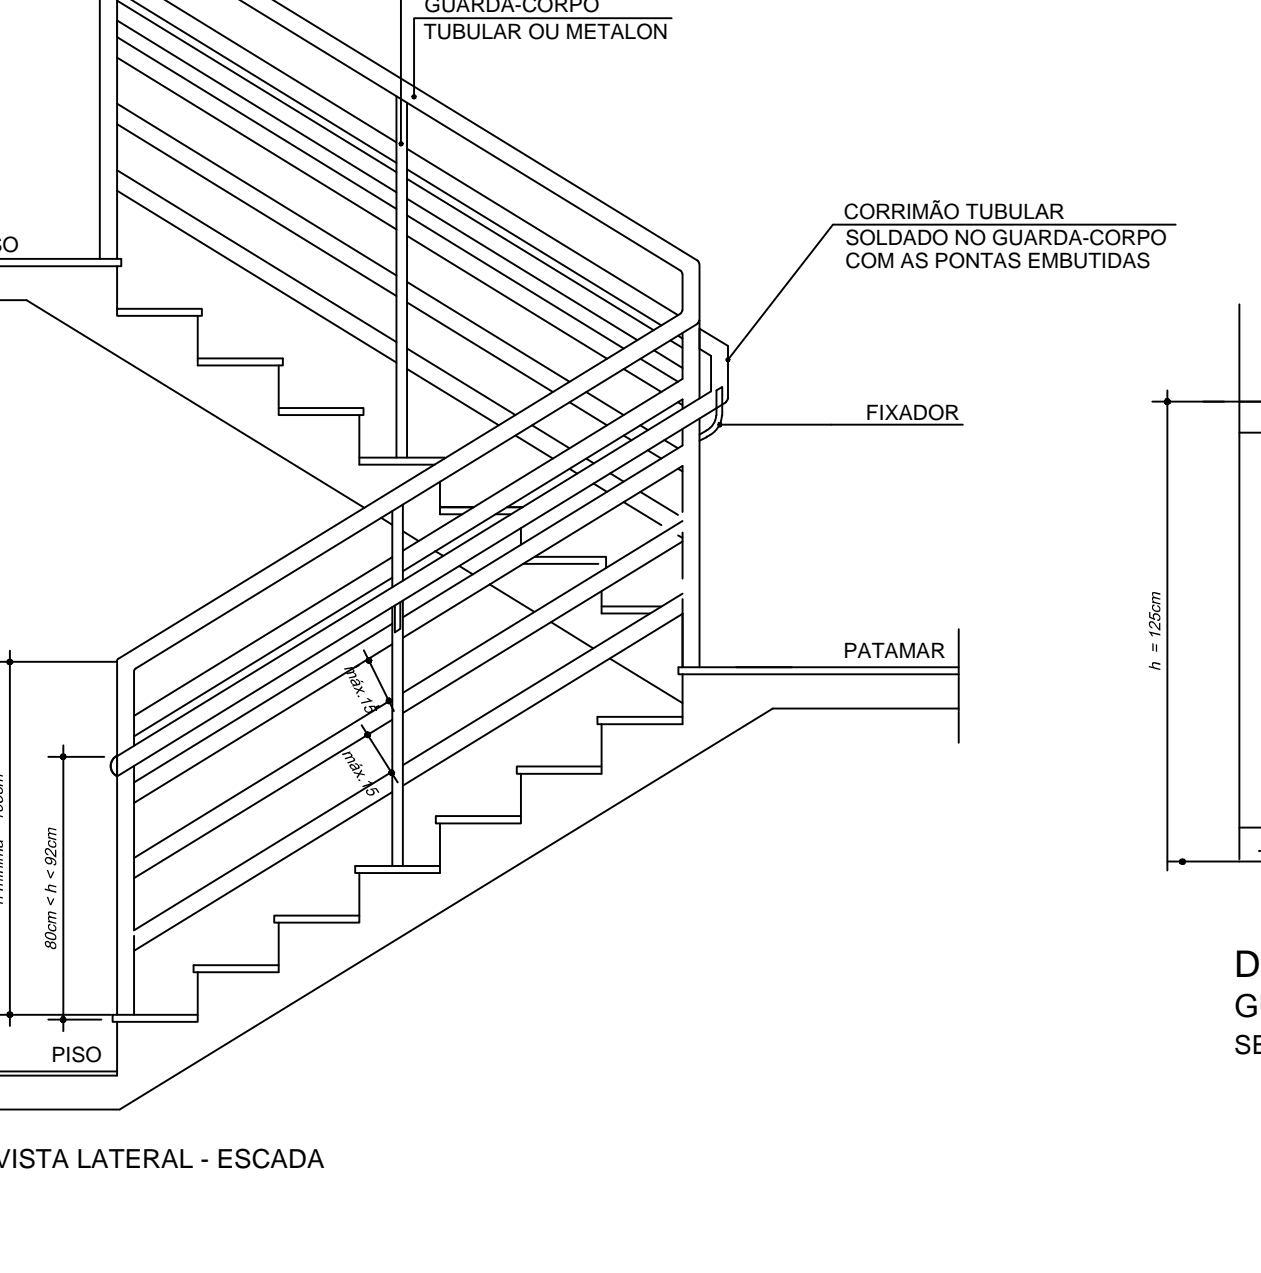 GUARDA-CORPO
TUBULAR OU METALON
CORRIMÃO TUBULAR
SOLDADO NO GUARDA-CORPO
COM AS PONTAS EMBUTIDAS
FIXADOR
PATAMAR
h = 125cm
máx.15
máx.15
80cm < h < 92cm
PISO
VISTA LATERAL - ESCADA